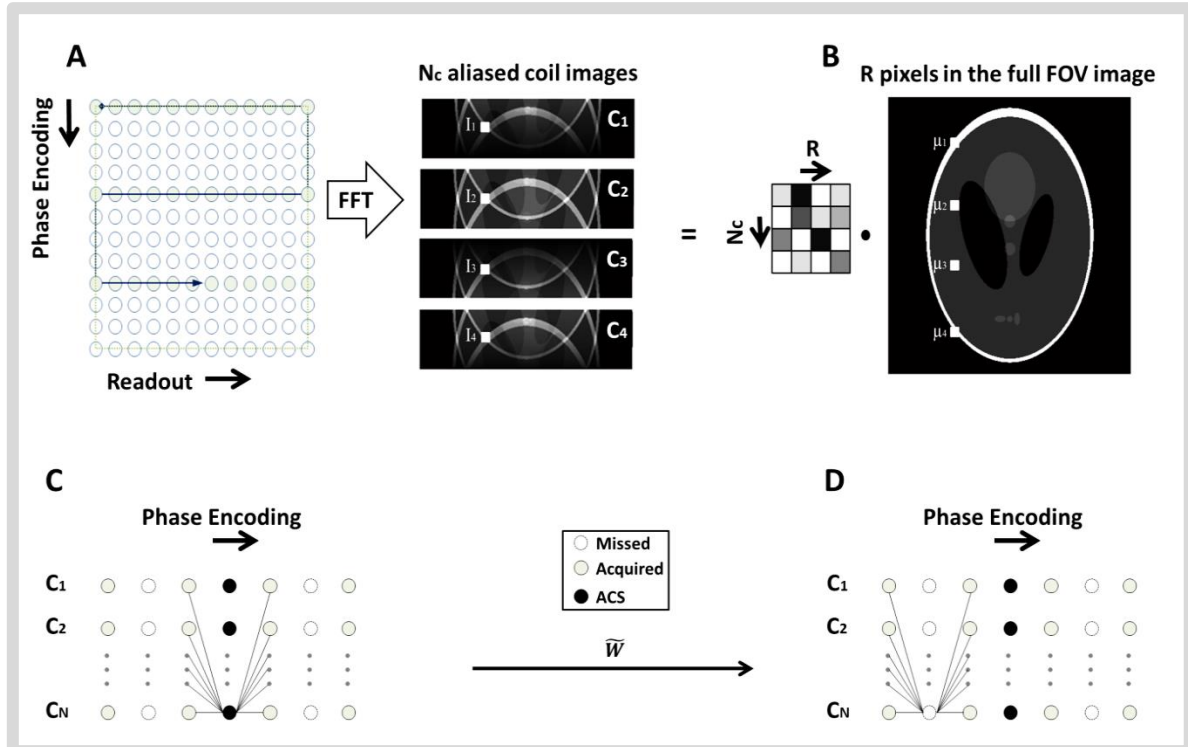 A
Phase Encoding
Readout
FFT
Nc aliased coil images
I1
C1
I2
C2
I3
C3
I4
C4
=
R
Nc
•
B
R pixels in the full FOV image
μ1
μ2
μ3
μ4
C
Phase Encoding
C1
C2
CN
Missed
Acquired
ACS
W̃
D
Phase Encoding
C1
C2
CN